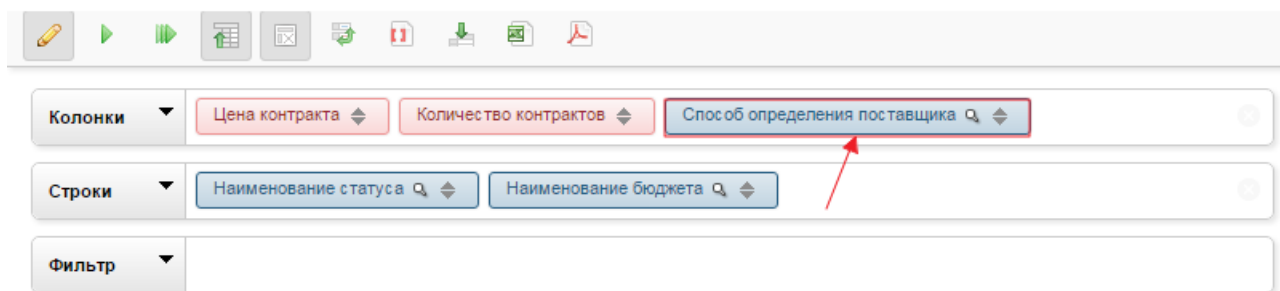 Колонки Цена контракта Количество контрактов Способ определения поставщика
Строки Наименование статуса Наименование бюджета
Фильтр